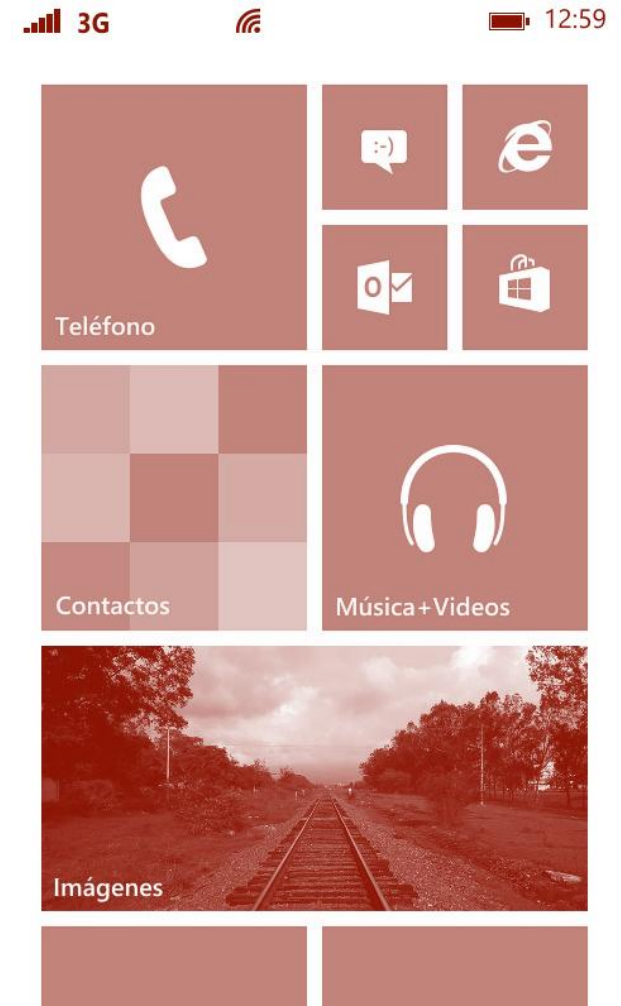 3G 12:59
:-)
Teléfono
Contactos
Música+Videos
Imágenes